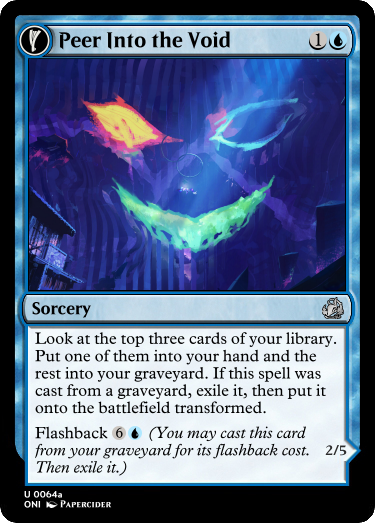 Peer Into the Void 1
Sorcery
Look at the top three cards of your library.
Put one of them into your hand and the
rest into your graveyard. If this spell was
cast from a graveyard, exile it, then put it
onto the battlefield transformed.
Flashback 6 (You may cast this card
from your graveyard for its flashback cost.
Then exile it.)
2/5
U 0064a
ONI Papercider